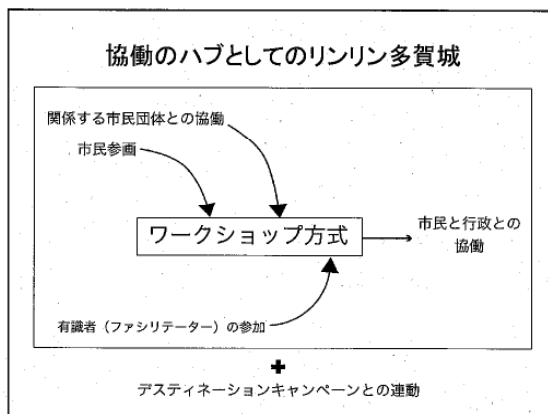 協働のハブとしてのリンリン多賀城
関係する市民団体との協働
市民参画
ワークショップ方式
市民と行政との
協働
有識者（ファシリテーター）の参加
+
デスティネーションキャンペーンとの連動